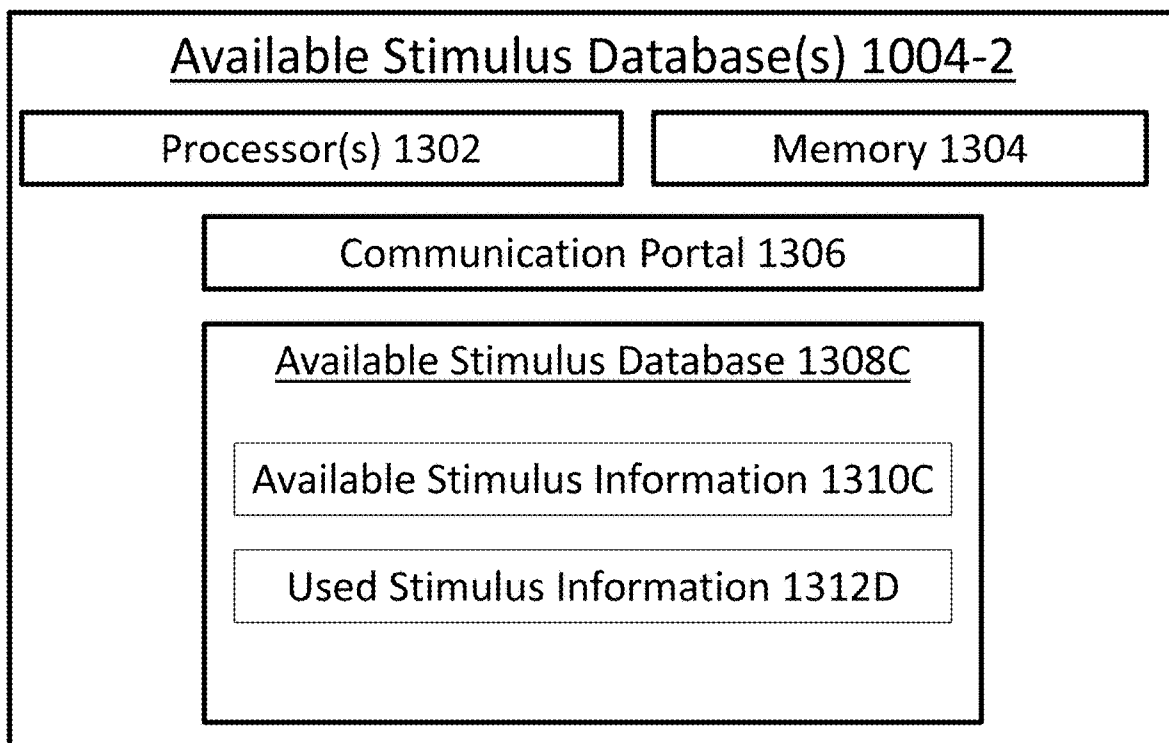 Available Stimulus Database(s) 1004-2
Processor(s) 1302
Memory 1304
Communication Portal 1306
Available Stimulus Database 1308C
Available Stimulus Information 1310C
Used Stimulus Information 1312D